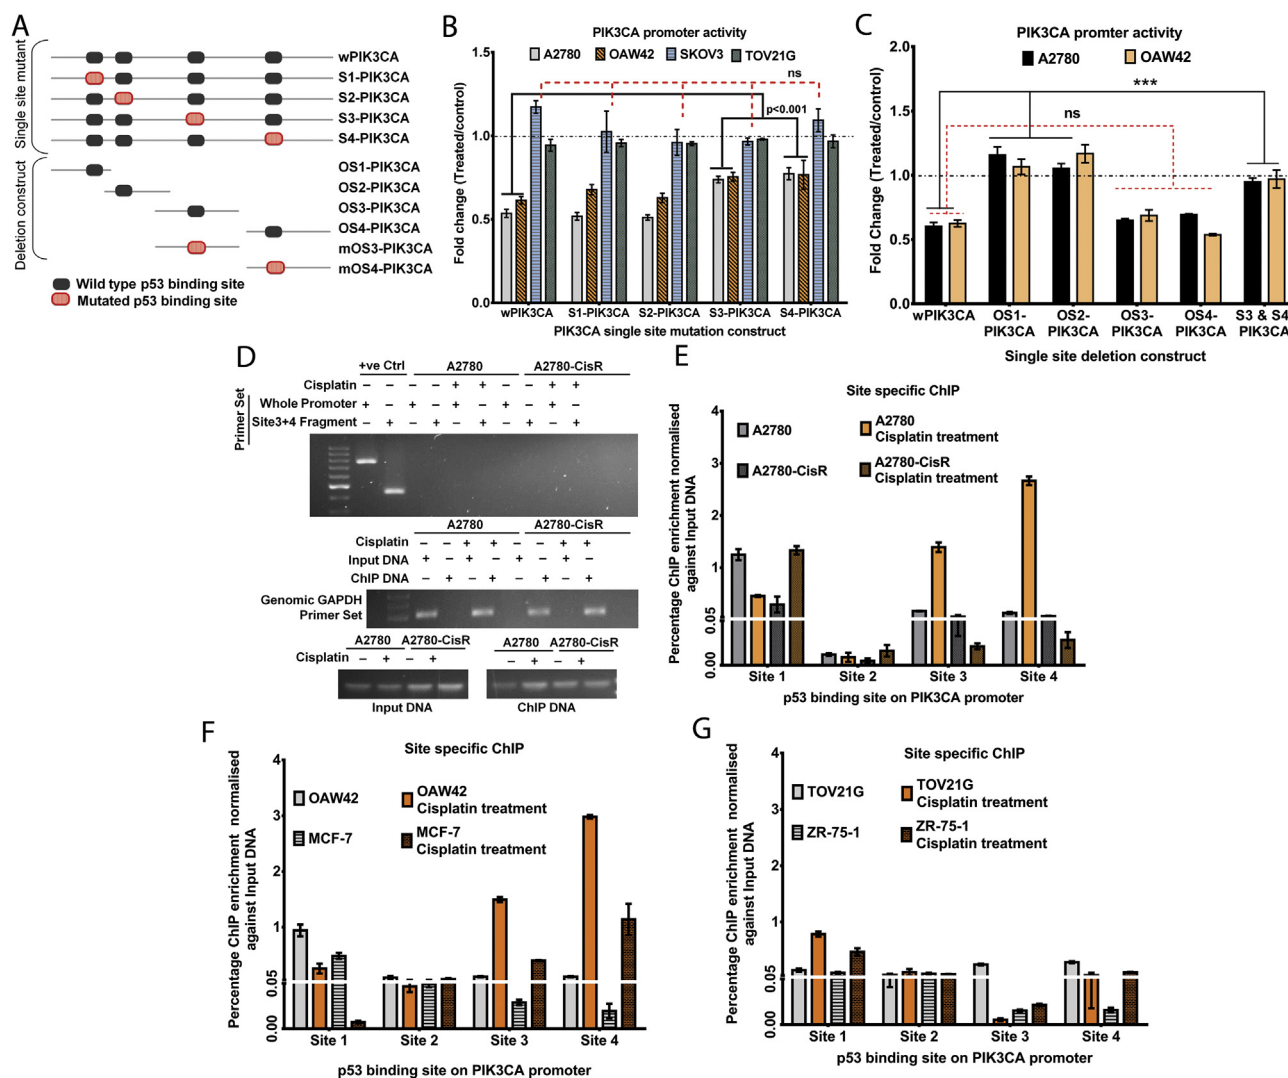 A
Single site mutant
Deletion construct
wPIK3CA
S1-PIK3CA
S2-PIK3CA
S3-PIK3CA
S4-PIK3CA
OS1-PIK3CA
OS2-PIK3CA
OS3-PIK3CA
OS4-PIK3CA
mOS3-PIK3CA
mOS4-PIK3CA
Wild type p53 binding site
Mutated p53 binding site
B
PIK3CA promoter activity
A2780 OAW42 SKOV3 TOV21G
Fold change (Treated/control)
1.5
1.0
0.5
0.0
ns
p<0.001
wPIK3CA S1-PIK3CA S2-PIK3CA S3-PIK3CA S4-PIK3CA
PIK3CA single site mutation construct
C
PIK3CA promter activity
A2780 OAW42
Fold Change (Treated/control)
2.0
1.5
1.0
0.5
0.0
***
ns
wPIK3CA OS1- OS2- OS3- OS4- S3 & S4
PIK3CA PIK3CA PIK3CA PIK3CA PIK3CA
Single site deletion construct
D
+ve Ctrl A2780 A2780-CisR
Primer Set
Cisplatin – – – – + + – – + +
Whole Promoter + – + – + – + – + –
Site3+4 Fragment – + – + – + – + – +
A2780 A2780-CisR
Cisplatin – – + + – – + +
Input DNA + – + – + – + –
ChIP DNA – + – + – + – +
Genomic GAPDH
Primer Set
A2780 A2780-CisR A2780 A2780-CisR
Cisplatin – + – + – + – +
Input DNA ChIP DNA
E
Site specific ChIP
A2780
A2780
Cisplatin treatment
A2780-CisR
A2780-CisR
Cisplatin treatment
Percentage ChIP enrichment normalised
against Input DNA
4
3
2
1
0.05
0.00
Site 1 Site 2 Site 3 Site 4
p53 binding site on PIK3CA promoter
F
Site specific ChIP
OAW42
OAW42
Cisplatin treatment
MCF-7
MCF-7
Cisplatin treatment
Percentage ChIP enrichment normalised
against Input DNA
4
3
2
1
0.05
0.00
Site 1 Site 2 Site 3 Site 4
p53 binding site on PIK3CA promoter
G
Site specific ChIP
TOV21G
TOV21G
Cisplatin treatment
ZR-75-1
ZR-75-1
Cisplatin treatment
Percentage ChIP enrichment normalised
against Input DNA
4
3
2
1
0.05
0.00
Site 1 Site 2 Site 3 Site 4
p53 binding site on PIK3CA promoter